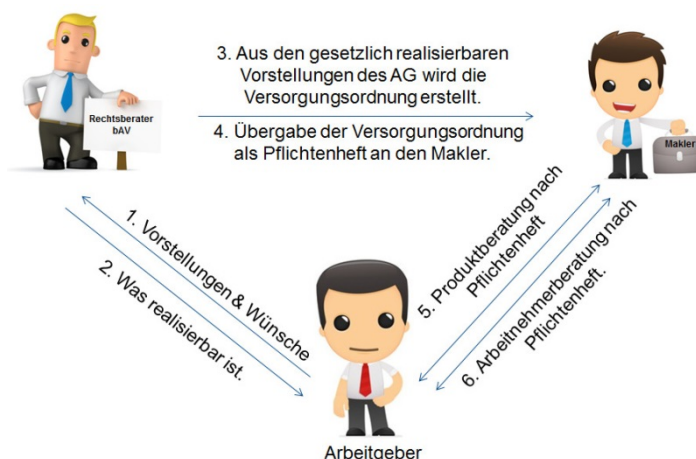 3. Aus den gesetzlich realisierbaren
Vorstellungen des AG wird die
Versorgungsordnung erstellt.
4. Übergabe der Versorgungsordnung
als Pflichtenheft an den Makler.
Rechtsberater
bAV
Makler
1. Vorstellungen & Wünsche
2. Was realisierbar ist.
5. Produktberatung nach
Pflichtenheft
6. Arbeitnehmerberatung nach
Pflichtenheft.
Arbeitgeber